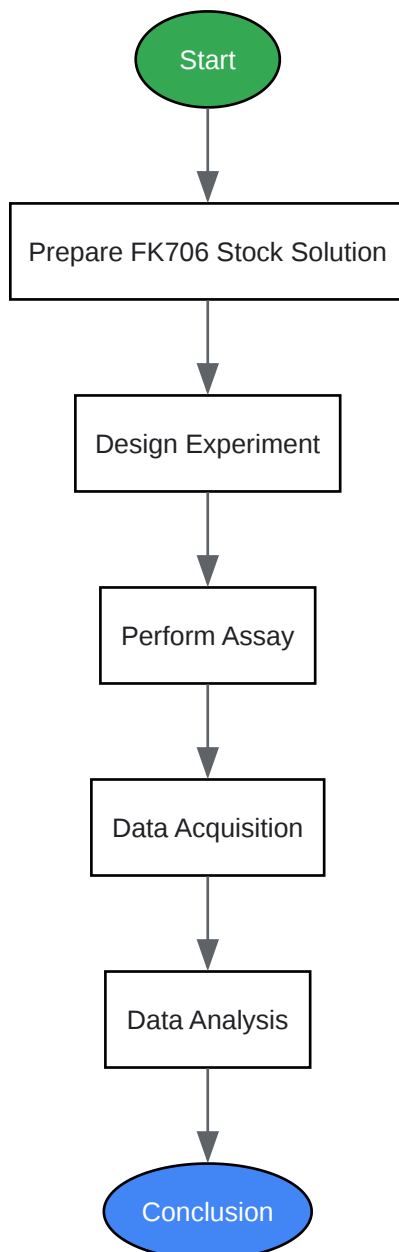 Start
Prepare FK706 Stock Solution
Design Experiment
Perform Assay
Data Acquisition
Data Analysis
Conclusion